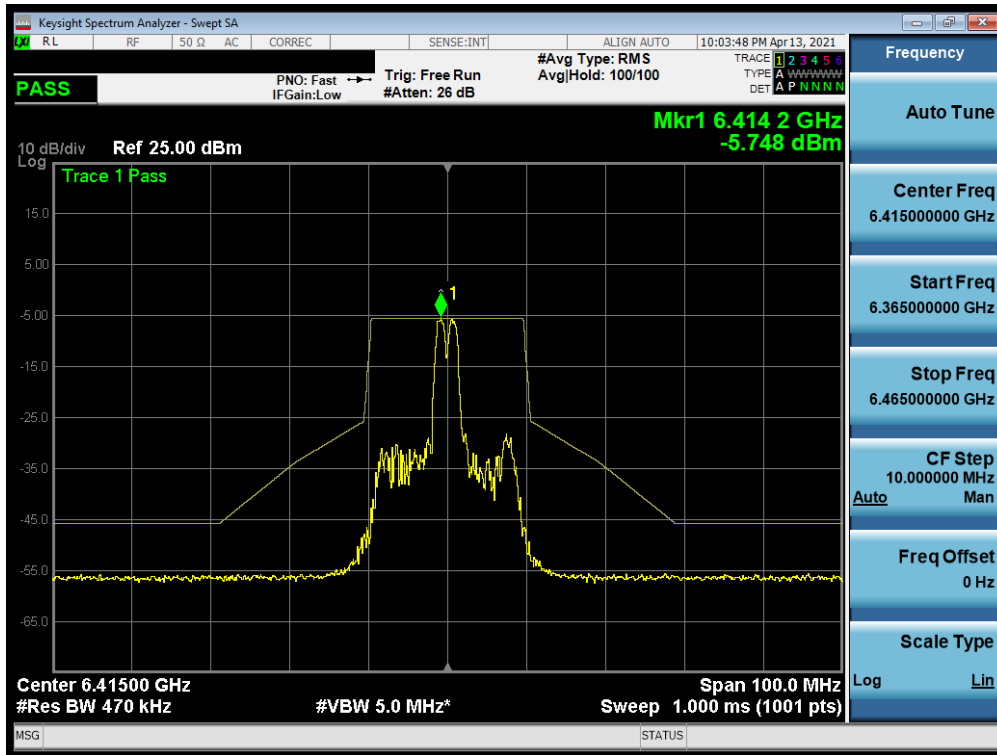 Keysight Spectrum Analyzer - Swept SA
LXI RL RF 50 Ω AC CORREC SENSE:INT ALIGN AUTO 10:03:48 PM Apr 13, 2021
PASS
PNO: Fast
IFGain:Low
Trig: Free Run
#Atten: 26 dB
#Avg Type: RMS
Avg|Hold: 100/100
TRACE 1 2 3 4 5 6
TYPE A WWWWW
DET A P N N N N
Mkr1 6.414 2 GHz
-5.748 dBm
10 dB/div Ref 25.00 dBm
Log
Trace 1 Pass
15.0
5.00
-5.00
-15.0
-25.0
-35.0
-45.0
-55.0
-65.0
1
Center 6.41500 GHz Span 100.0 MHz
#Res BW 470 kHz #VBW 5.0 MHz* Sweep 1.000 ms (1001 pts)
MSG STATUS
Frequency
Auto Tune
Center Freq
6.415000000 GHz
Start Freq
6.365000000 GHz
Stop Freq
6.465000000 GHz
CF Step
10.000000 MHz
Auto Man
Freq Offset
0 Hz
Scale Type
Log Lin